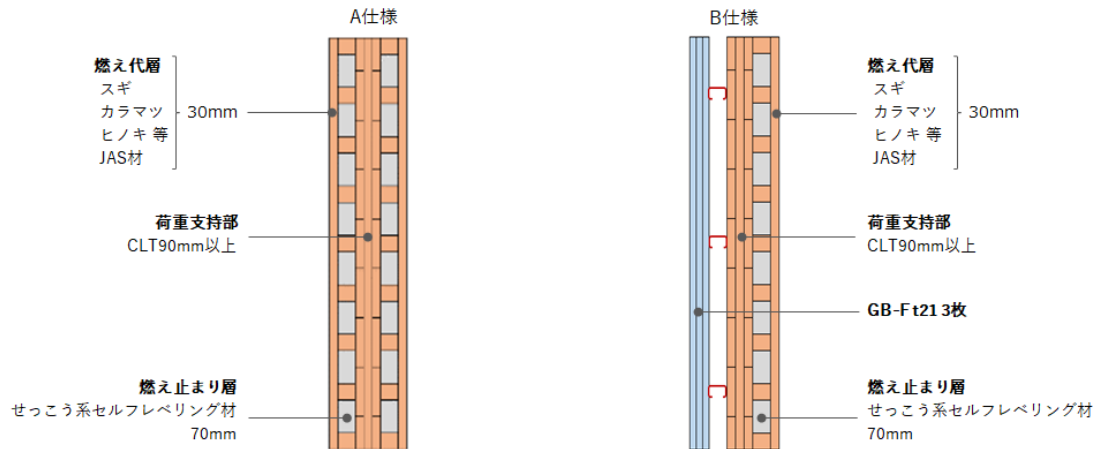 A仕様
燃え代層
スギ
カラマツ
ヒノキ 等
JAS材
30mm
荷重支持部
CLT90mm以上
燃え止まり層
せっこう系セルフレベリング材
70mm
B仕様
燃え代層
スギ
カラマツ
ヒノキ 等
JAS材
30mm
荷重支持部
CLT90mm以上
GB-F t21 3枚
燃え止まり層
せっこう系セルフレベリング材
70mm